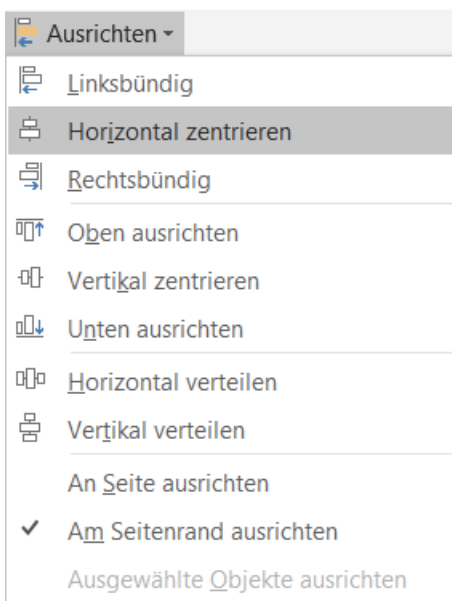 Ausrichten
Linksbündig
Horizontal zentrieren
Rechtsbündig
Oben ausrichten
Vertikal zentrieren
Unten ausrichten
Horizontal verteilen
Vertikal verteilen
An Seite ausrichten
Am Seitenrand ausrichten
Ausgewählte Objekte ausrichten